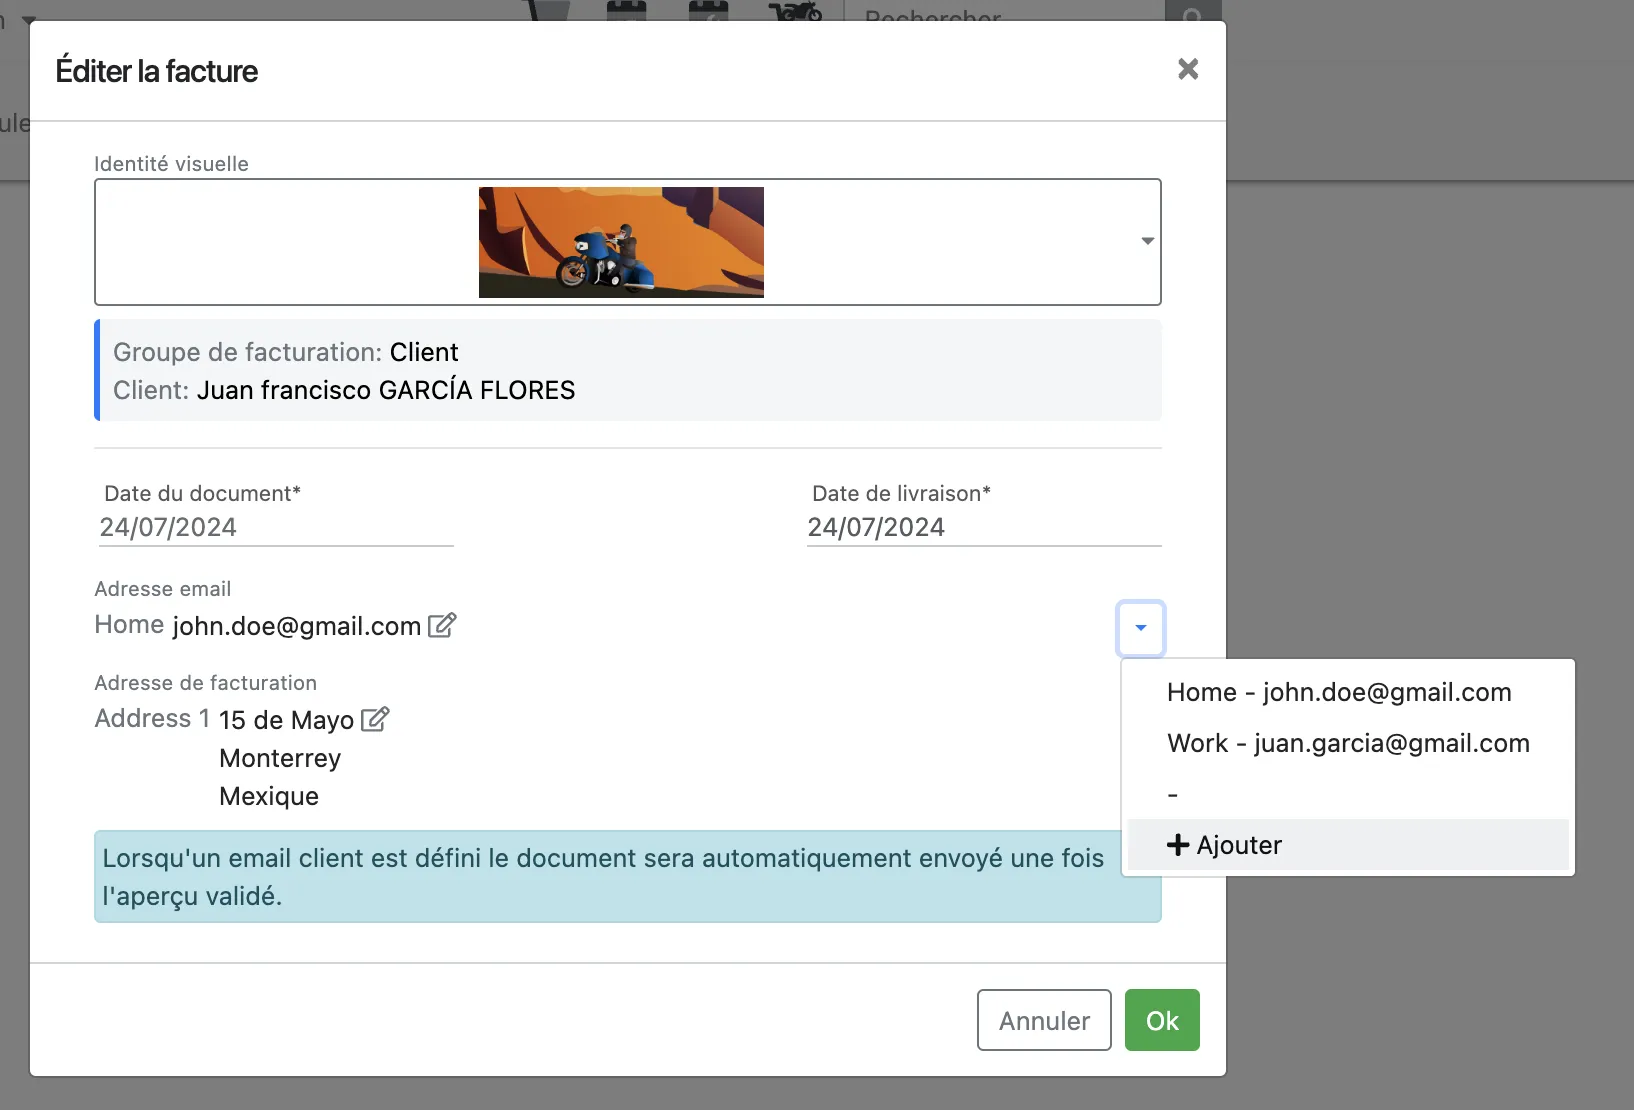 Rechercher
Éditer la facture
ule
Identité visuelle
Groupe de facturation: Client
Client: Juan francisco GARCÍA FLORES
Date du document*
Date de livraison*
24/07/2024
24/07/2024
Adresse email
Home john.doe@gmail.com
Adresse de facturation
Address 1 15 de Mayo
Monterrey
Mexique
Home - john.doe@gmail.com
Work - juan.garcia@gmail.com
-
Ajouter
Lorsqu'un email client est défini le document sera automatiquement envoyé une fois
l'aperçu validé.
Annuler
Ok